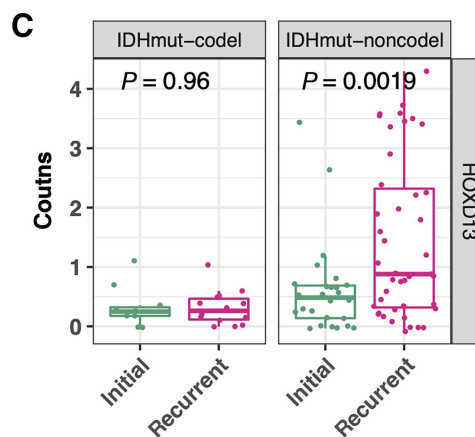 C
IDHmut−codel
IDHmut−noncodel
P = 0.96
P = 0.0019
HOXD13
Coutns
4
3
2
1
0
Initial
Recurrent
Initial
Recurrent